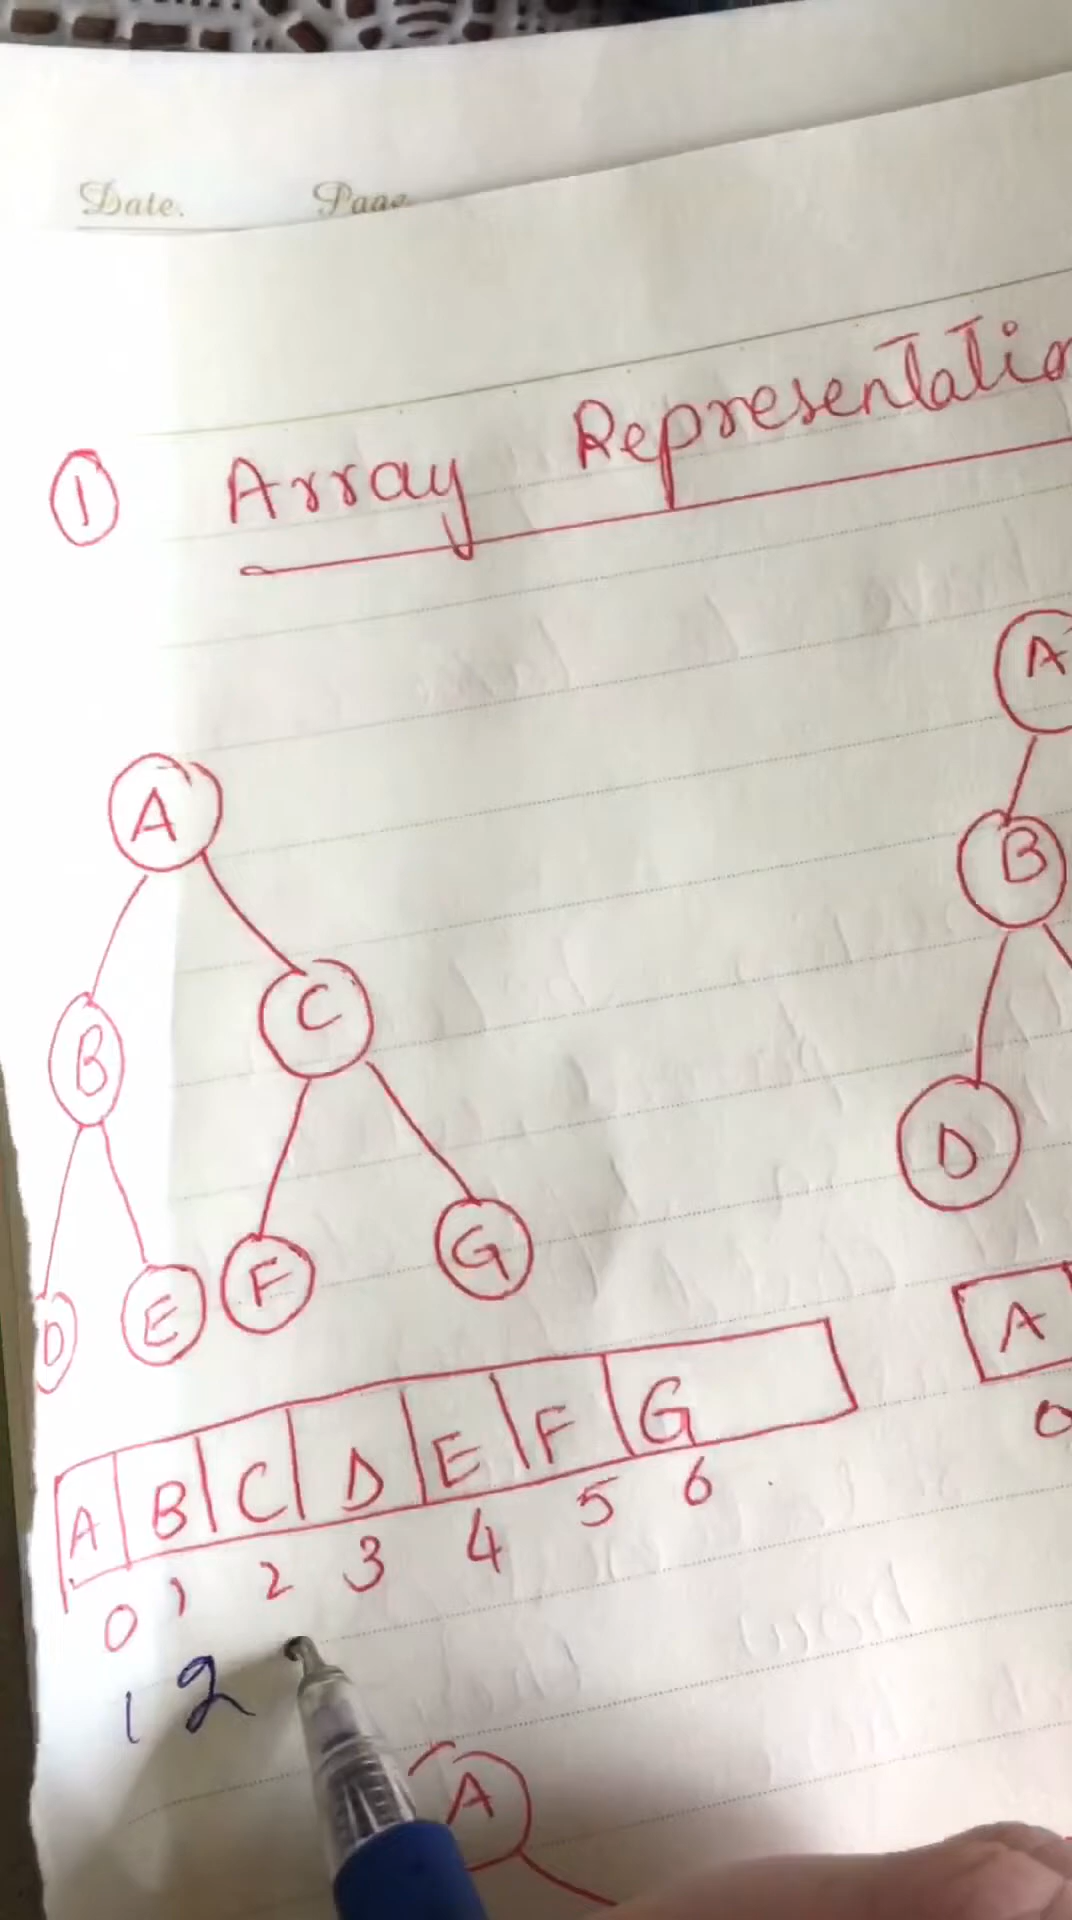 Date. Page
① Array Representatio
A
A
B
C
B
D
D
E
F
G
A B C D E F G
A
0 1 2 3 4 5 6
0
1 2
A